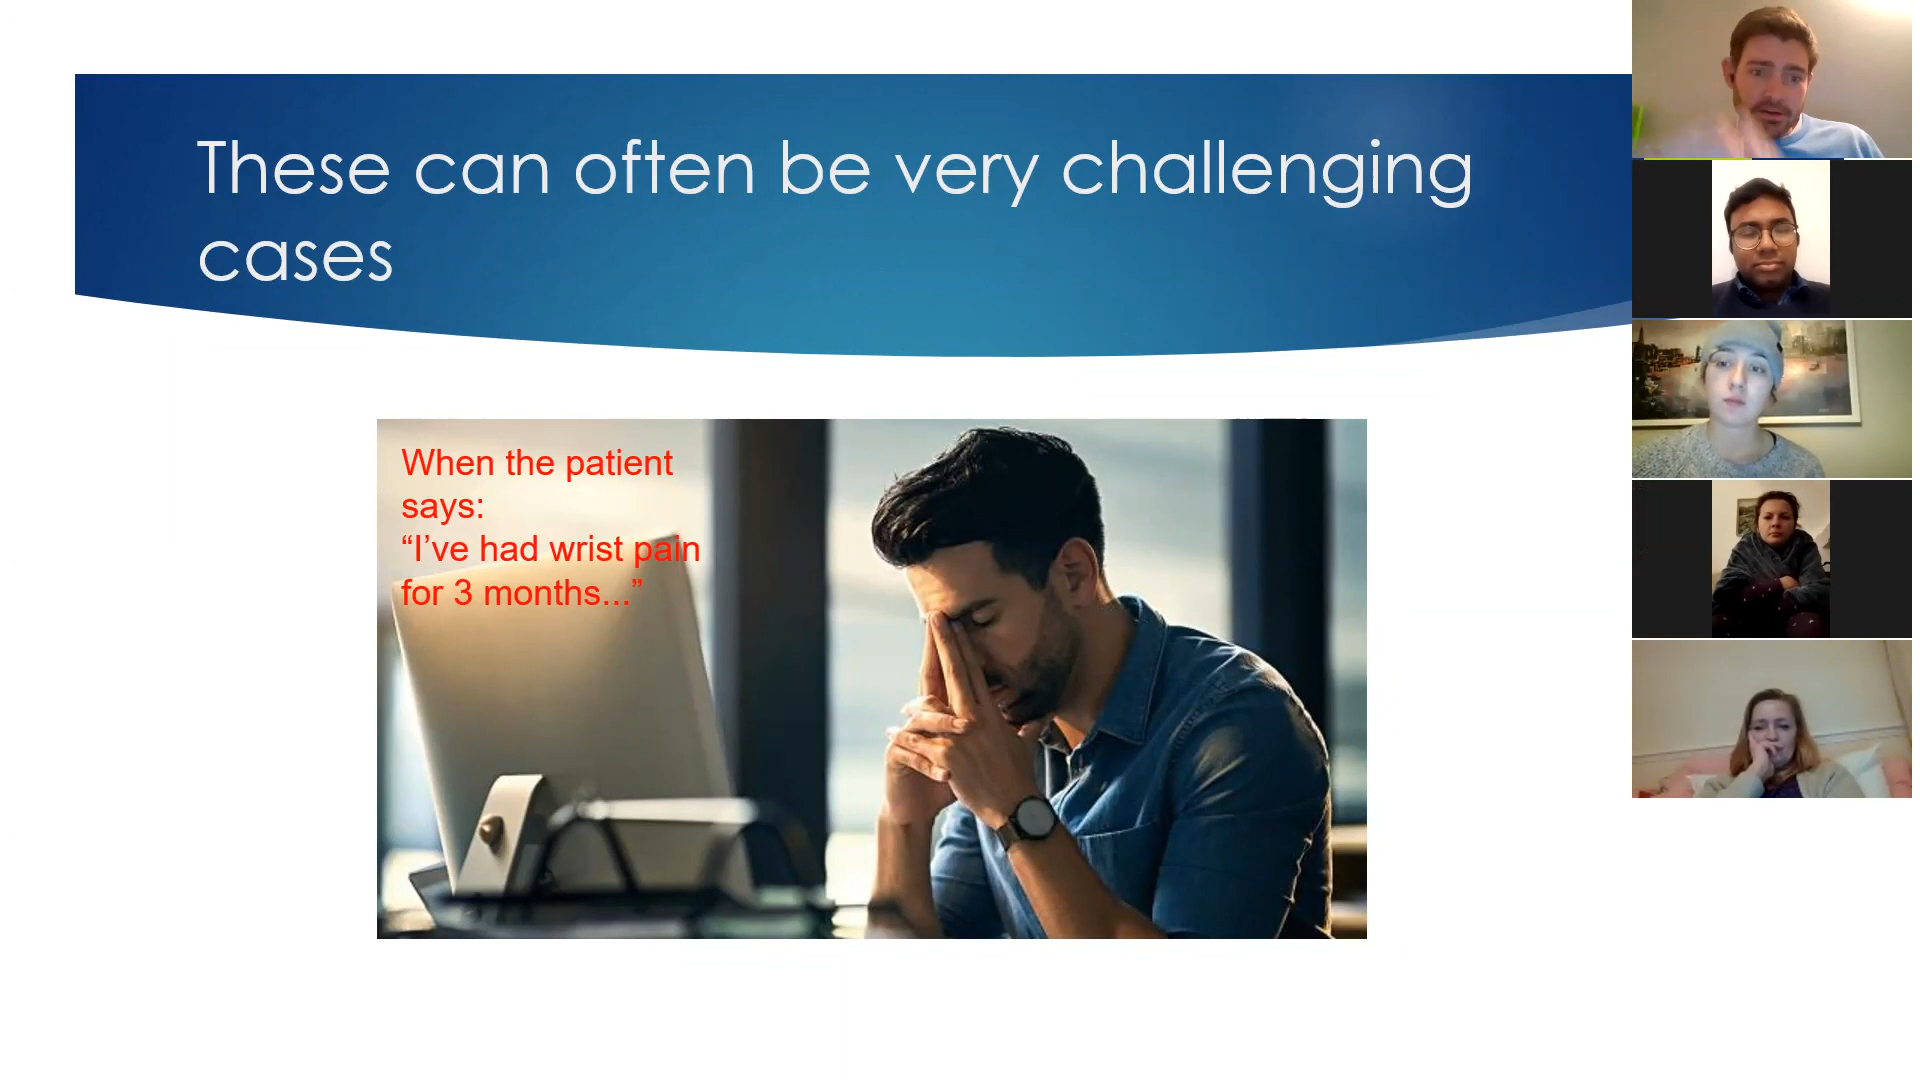 These can often be very challenging
cases
When the patient
says:
“I’ve had wrist pain
for 3 months...”